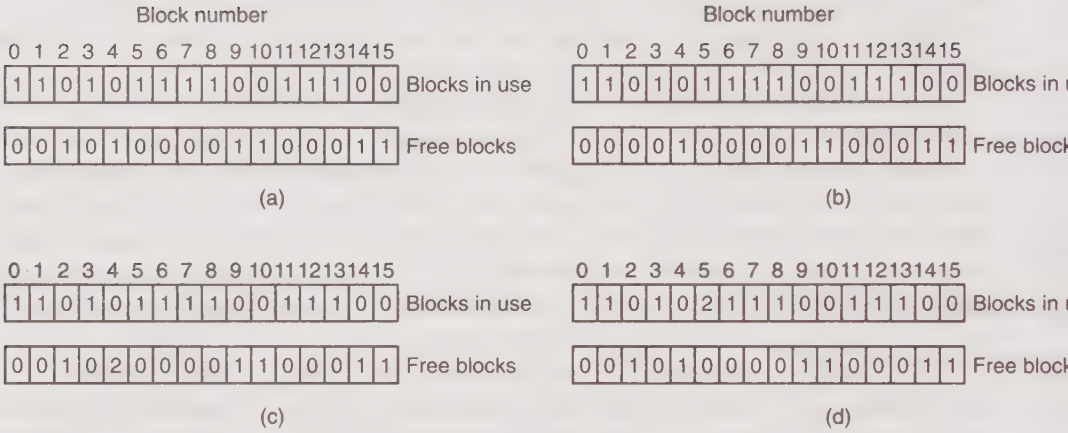 Block number
0 1 2 3 4 5 6 7 8 9 10 11 12 13 14 15
1 1 0 1 0 1 1 1 1 0 0 1 1 1 0 0 Blocks in use
0 0 1 0 1 0 0 0 0 1 1 0 0 0 1 1 Free blocks
(a)
Block number
0 1 2 3 4 5 6 7 8 9 10 11 12 13 14 15
1 1 0 1 0 1 1 1 1 0 0 1 1 1 0 0 Blocks in
0 0 0 0 1 0 0 0 0 1 1 0 0 0 1 1 Free
(b)
0 1 2 3 4 5 6 7 8 9 10 11 12 13 14 15
1 1 0 1 0 1 1 1 1 0 0 1 1 1 0 0 Blocks in use
0 0 1 0 2 0 0 0 0 1 1 0 0 0 1 1 Free blocks
(c)
0 1 2 3 4 5 6 7 8 9 10 11 12 13 14 15
1 1 0 1 0 2 1 1 1 0 0 1 1 1 0 0 Blocks in
0 0 1 0 1 0 0 0 0 1 1 0 0 0 1 1 Free
(d)